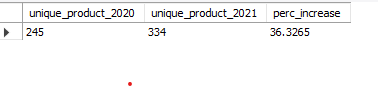 unique_product_2020 unique_product_2021 perc_increase
245 334 36.3265